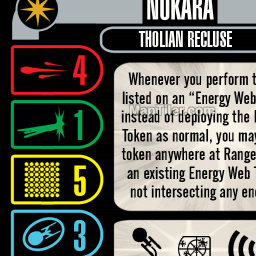 NOKARA
THOLIAN RECLUSE
4
1
5
3
Whenever you perform t
listed on an “Energy Web
instead of deploying the
Token as normal, you may
token anywhere at Range
an existing Energy Web
not intersecting any en